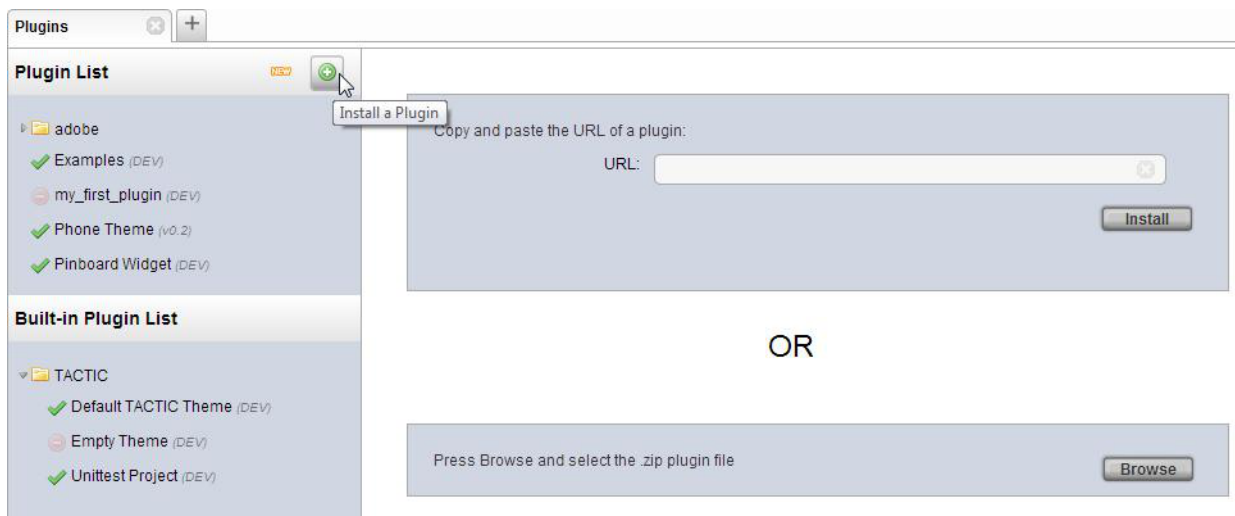 Plugins
Plugin List NEW
Install a Plugin
adobe
Examples (DEV)
my_first_plugin (DEV)
Phone Theme (v0.2)
Pinboard Widget (DEV)
Built-in Plugin List
TACTIC
Default TACTIC Theme (DEV)
Empty Theme (DEV)
Unittest Project (DEV)
Copy and paste the URL of a plugin:
URL:
Install
OR
Press Browse and select the .zip plugin file
Browse